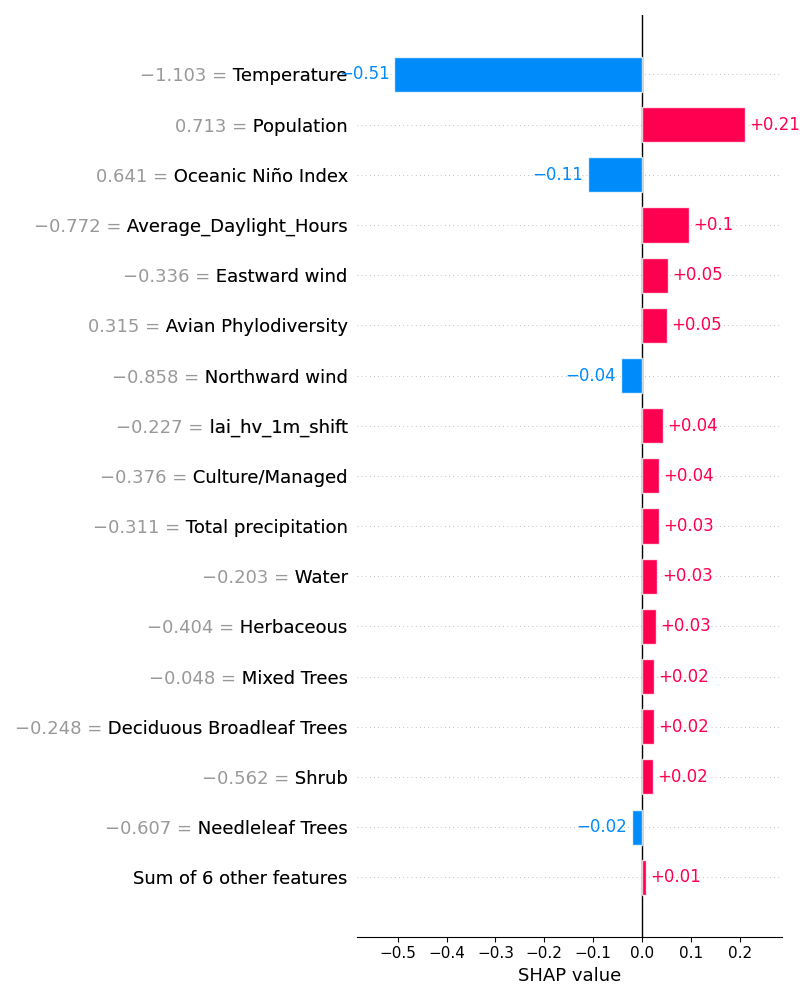 −1.103 = Temperature −0.51
0.713 = Population +0.21
0.641 = Oceanic Niño Index −0.11
−0.772 = Average_Daylight_Hours +0.1
−0.336 = Eastward wind +0.05
0.315 = Avian Phylodiversity +0.05
−0.858 = Northward wind −0.04
−0.227 = lai_hv_1m_shift +0.04
−0.376 = Culture/Managed +0.04
−0.311 = Total precipitation +0.03
−0.203 = Water +0.03
−0.404 = Herbaceous +0.03
−0.048 = Mixed Trees +0.02
−0.248 = Deciduous Broadleaf Trees +0.02
−0.562 = Shrub +0.02
−0.607 = Needleleaf Trees −0.02
Sum of 6 other features +0.01
−0.5 −0.4 −0.3 −0.2 −0.1 0.0 0.1 0.2
SHAP value